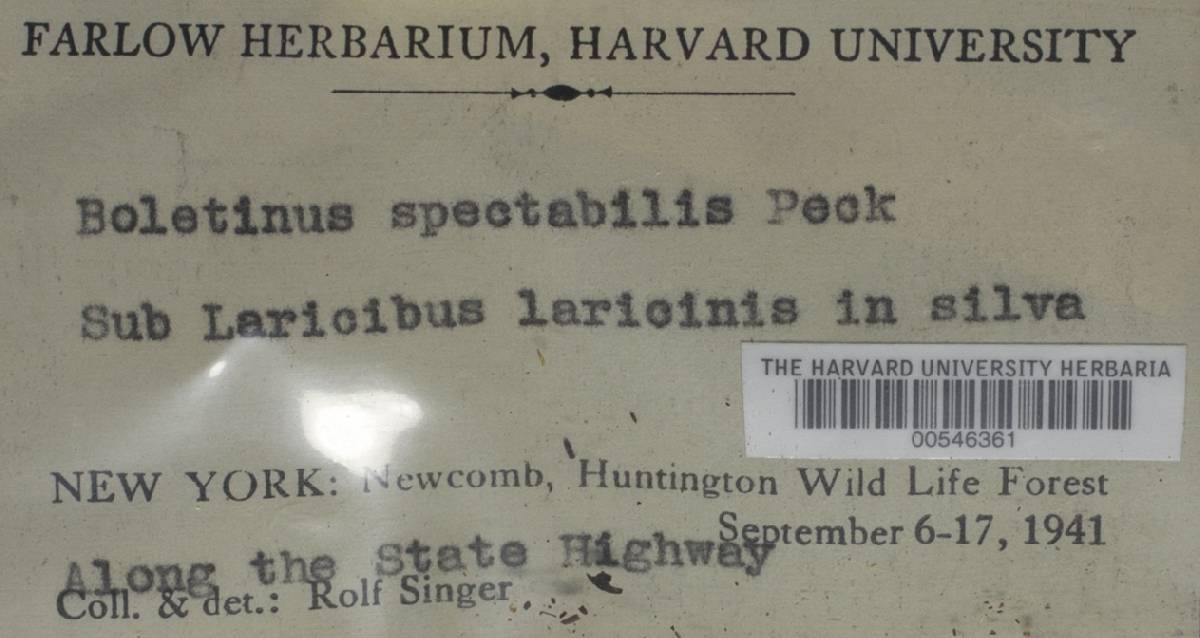 FARLOW HERBARIUM, HARVARD UNIVERSITY
Boletinus spectabilis Peck
Sub Laricibus laricinis in silva
THE HARVARD UNIVERSITY HERBARIA
00546361
NEW YORK: Newcomb, Huntington Wild Life Forest
September 6-17, 1941
Along the State Highway
Coll. & det.: Rolf Singer